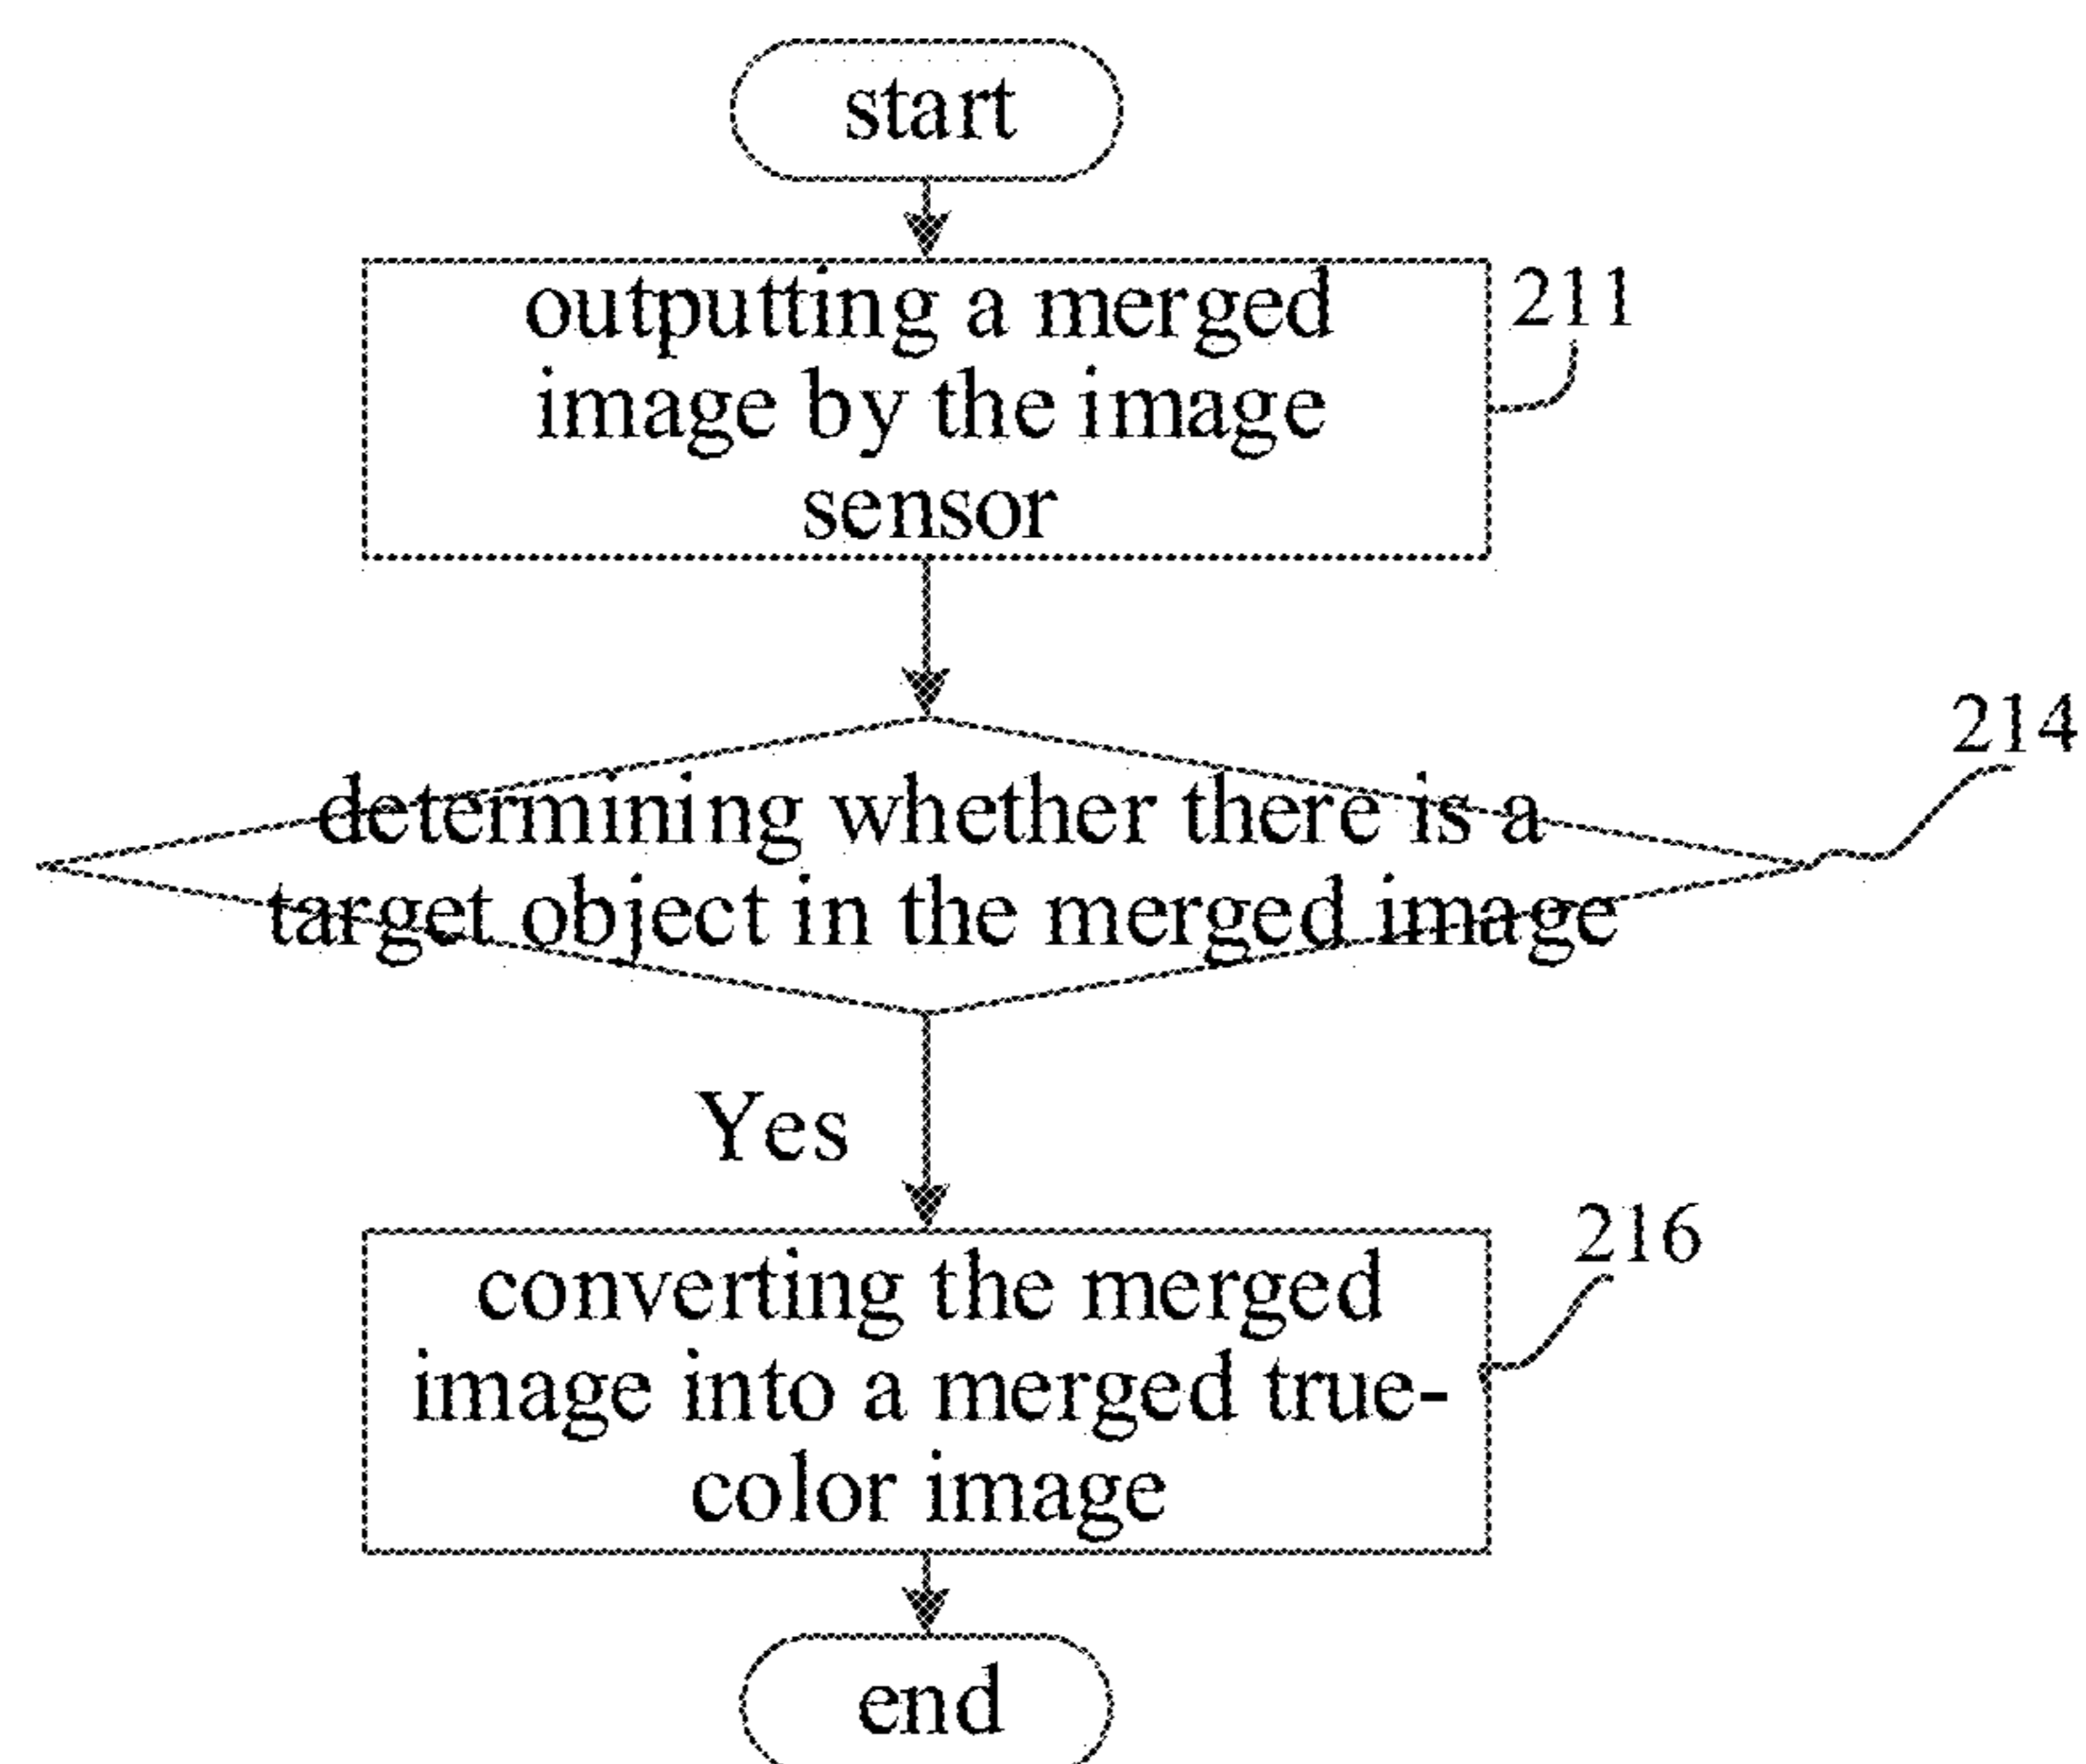 start
outputting a merged
image by the image
sensor
211
determining whether there is a
target object in the merged image
214
Yes
converting the merged
image into a merged true-
color image
216
end